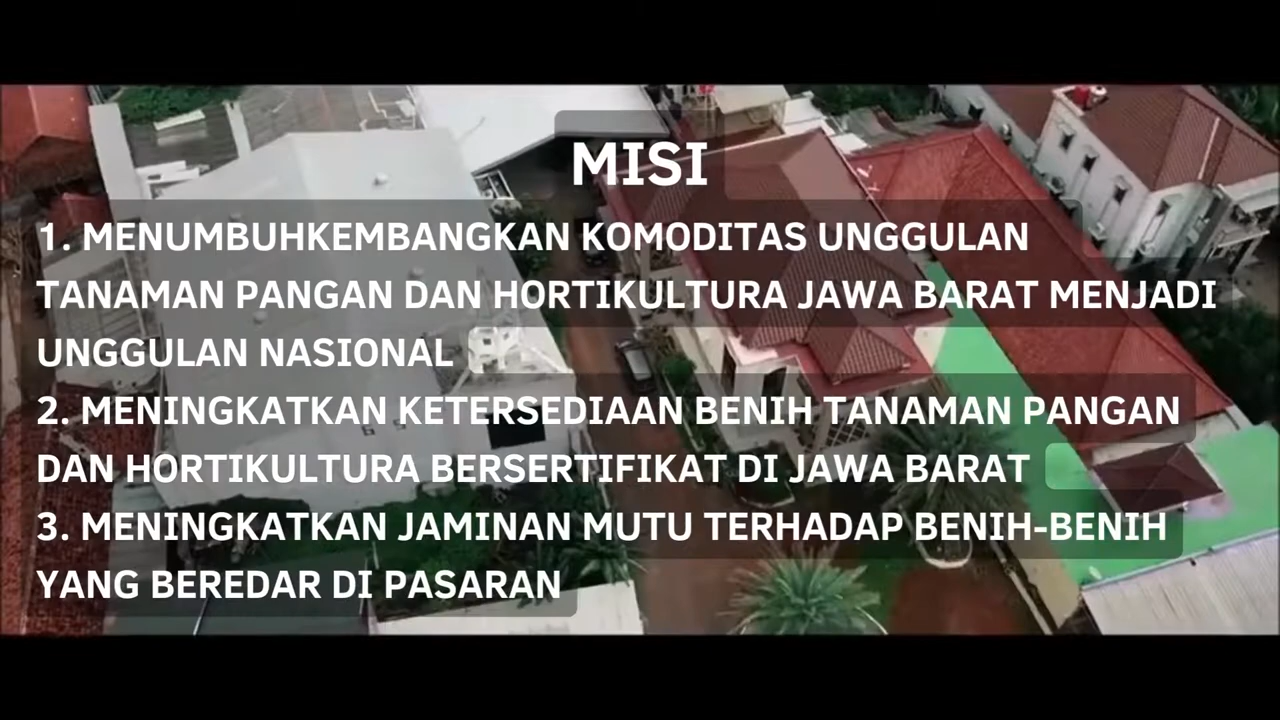 MISI
1. MENUMBUHKEMBANGKAN KOMODITAS UNGGULAN
TANAMAN PANGAN DAN HORTIKULTURA JAWA BARAT MENJADI
UNGGULAN NASIONAL
2. MENINGKATKAN KETERSEDIAAN BENIH TANAMAN PANGAN
DAN HORTIKULTURA BERSERTIFIKAT DI JAWA BARAT
3. MENINGKATKAN JAMINAN MUTU TERHADAP BENIH-BENIH
YANG BEREDAR DI PASARAN